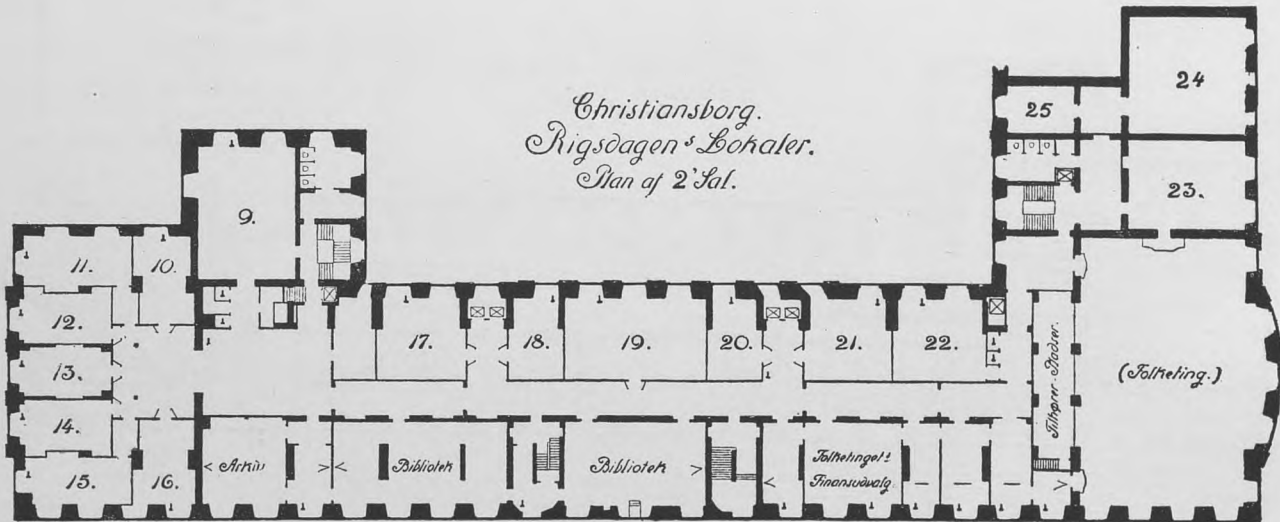 Christiansborg.
Rigsdagens Lokaler.
Plan af 2' Sal.
24
25
23.
9.
11.
10.
12.
17.
18.
19.
20.
21.
22.
13.
(Folketing.)
Tilhører-Pladser.
14.
15.
16.
< Arkiv >
< Bibliotek
Bibliotek >
Folketingets
< Finansudvalg. >